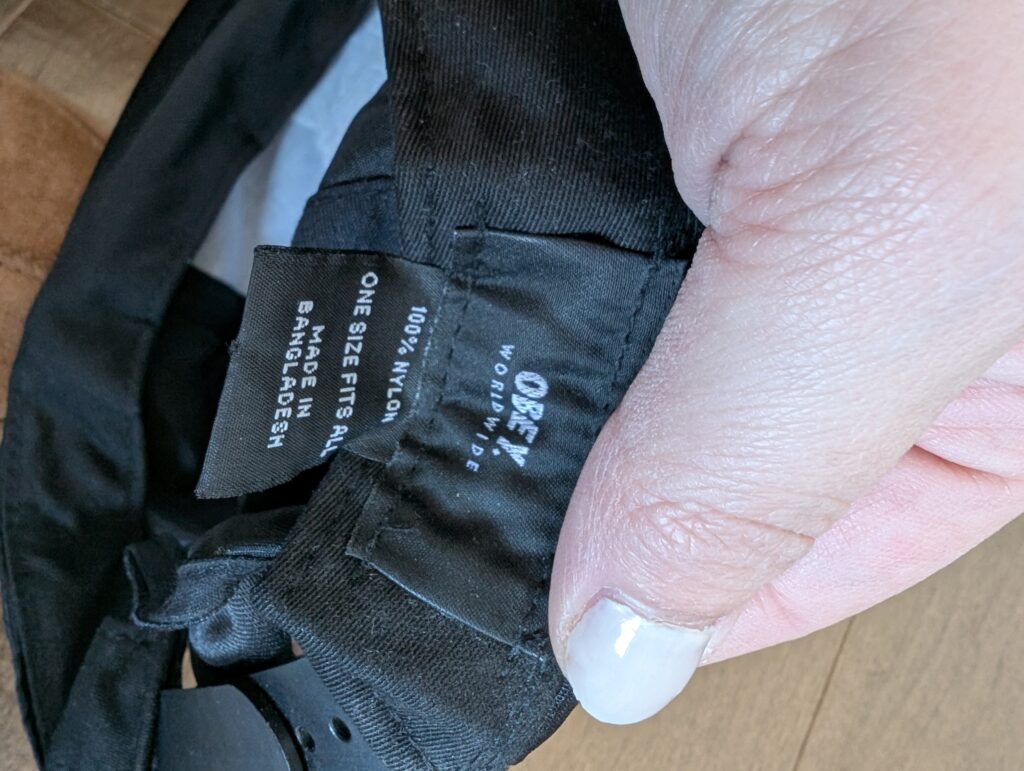 OBEY
WORLDWIDE
100% NYLON
ONE SIZE FITS ALL
MADE IN
BANGLADESH